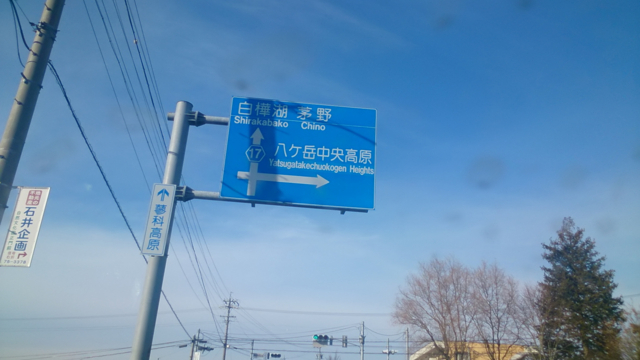 白樺湖 茅野
Shirakabako Chino
17
八ケ岳中央高原
Yatsugatakechuokogen Heights
蓼科高原
石井企画